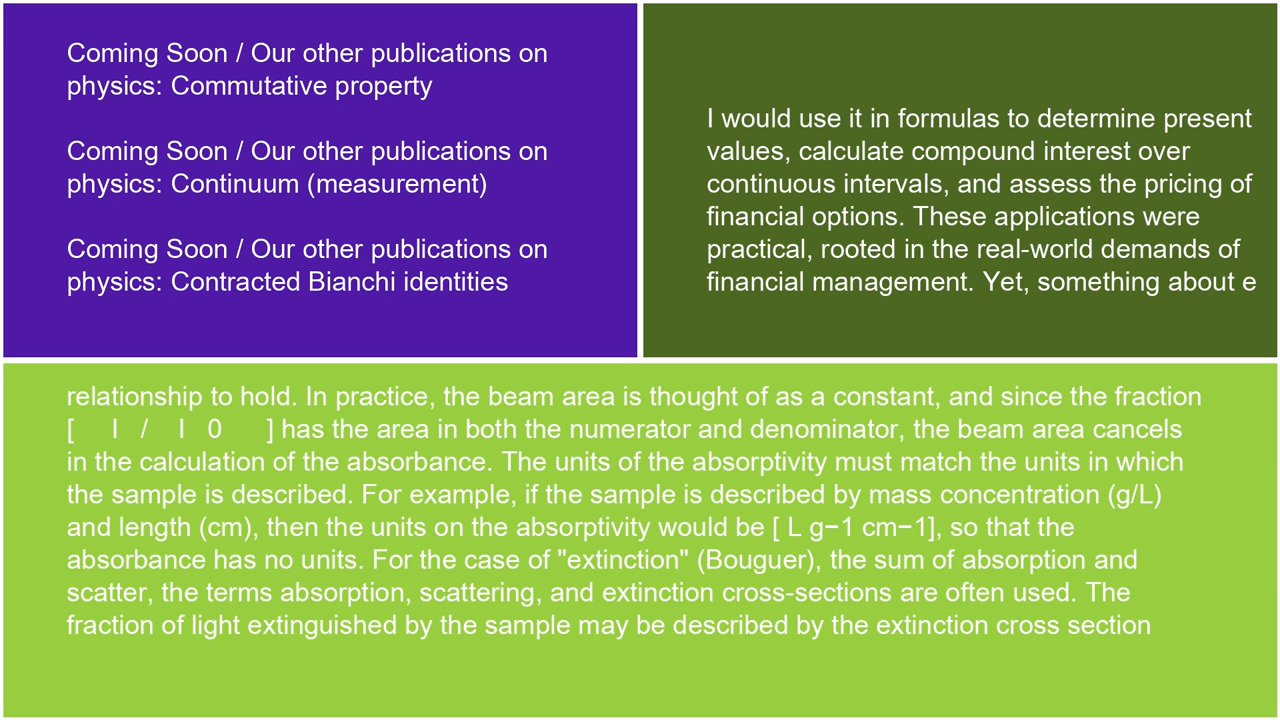 Coming Soon / Our other publications on
physics: Commutative property
Coming Soon / Our other publications on
physics: Continuum (measurement)
Coming Soon / Our other publications on
physics: Contracted Bianchi identities
I would use it in formulas to determine present
values, calculate compound interest over
continuous intervals, and assess the pricing of
financial options. These applications were
practical, rooted in the real-world demands of
financial management. Yet, something about e
relationship to hold. In practice, the beam area is thought of as a constant, and since the fraction
[ I / I 0 ] has the area in both the numerator and denominator, the beam area cancels
in the calculation of the absorbance. The units of the absorptivity must match the units in which
the sample is described. For example, if the sample is described by mass concentration (g/L)
and length (cm), then the units on the absorptivity would be [ L g−1 cm−1], so that the
absorbance has no units. For the case of "extinction" (Bouguer), the sum of absorption and
scatter, the terms absorption, scattering, and extinction cross-sections are often used. The
fraction of light extinguished by the sample may be described by the extinction cross section